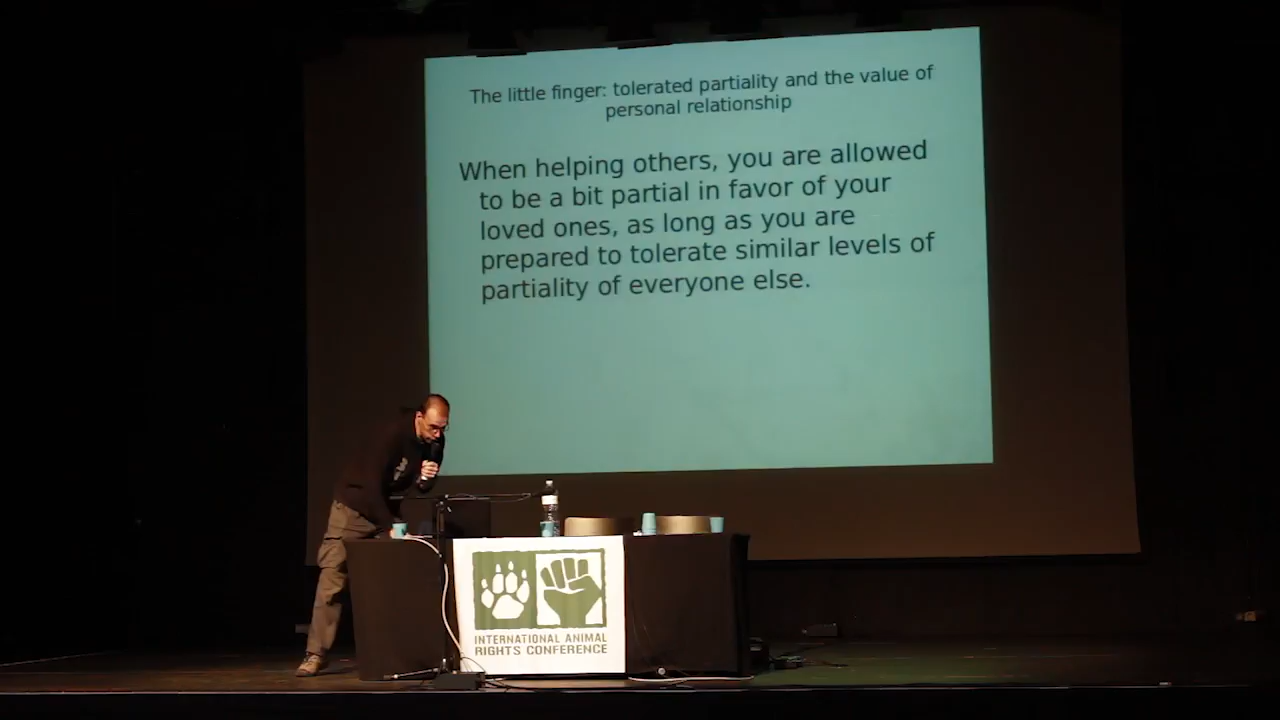 The little finger: tolerated partiality and the value of
personal relationship
When helping others, you are allowed
to be a bit partial in favor of your
loved ones, as long as you are
prepared to tolerate similar levels of
partiality of everyone else.
INTERNATIONAL ANIMAL
RIGHTS CONFERENCE